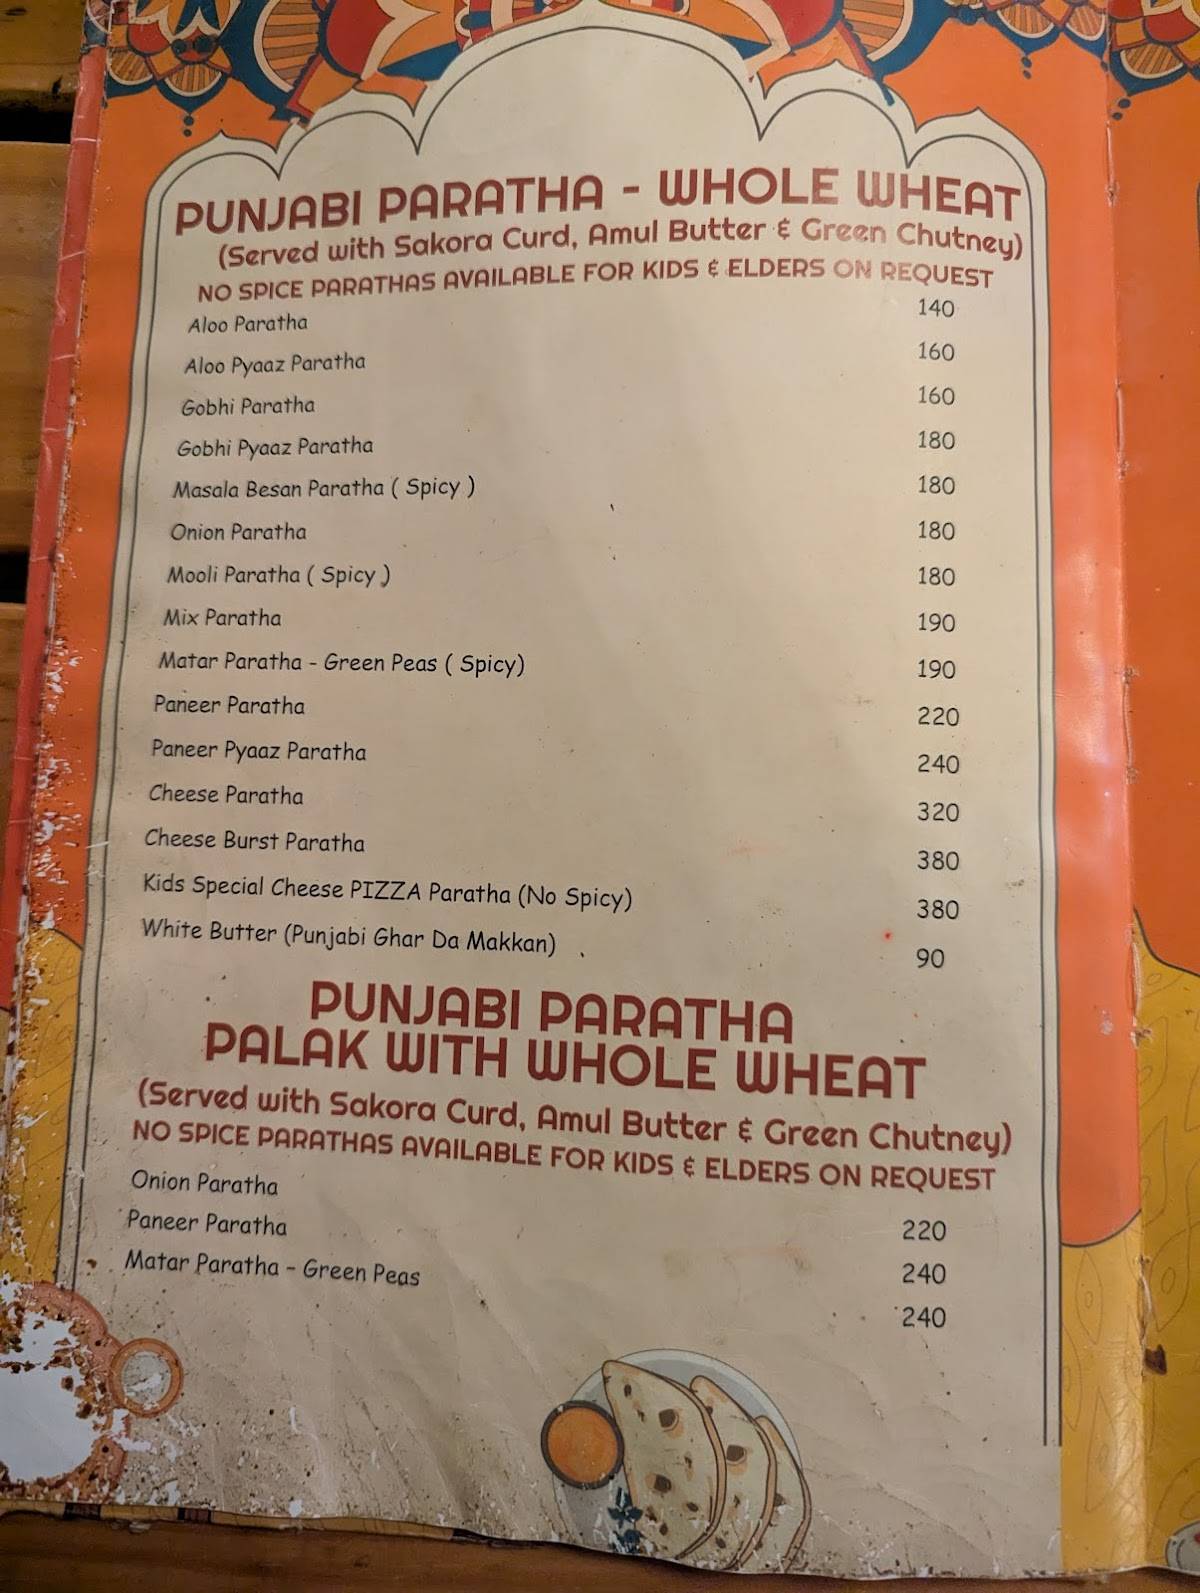 PUNJABI PARATHA - WHOLE WHEAT
(Served with Sakora Curd, Amul Butter & Green Chutney)
NO SPICE PARATHAS AVAILABLE FOR KIDS & ELDERS ON REQUEST
Aloo Paratha 140
Aloo Pyaaz Paratha 160
Gobhi Paratha 160
Gobhi Pyaaz Paratha 180
Masala Besan Paratha ( Spicy ) 180
Onion Paratha 180
Mooli Paratha ( Spicy ) 180
Mix Paratha 190
Matar Paratha - Green Peas ( Spicy) 190
Paneer Paratha 220
Paneer Pyaaz Paratha 240
Cheese Paratha 320
Cheese Burst Paratha 380
Kids Special Cheese PIZZA Paratha (No Spicy) 380
White Butter (Punjabi Ghar Da Makkan) 90
PUNJABI PARATHA
PALAK WITH WHOLE WHEAT
(Served with Sakora Curd, Amul Butter & Green Chutney)
NO SPICE PARATHAS AVAILABLE FOR KIDS & ELDERS ON REQUEST
Onion Paratha 220
Paneer Paratha 240
Matar Paratha - Green Peas 240